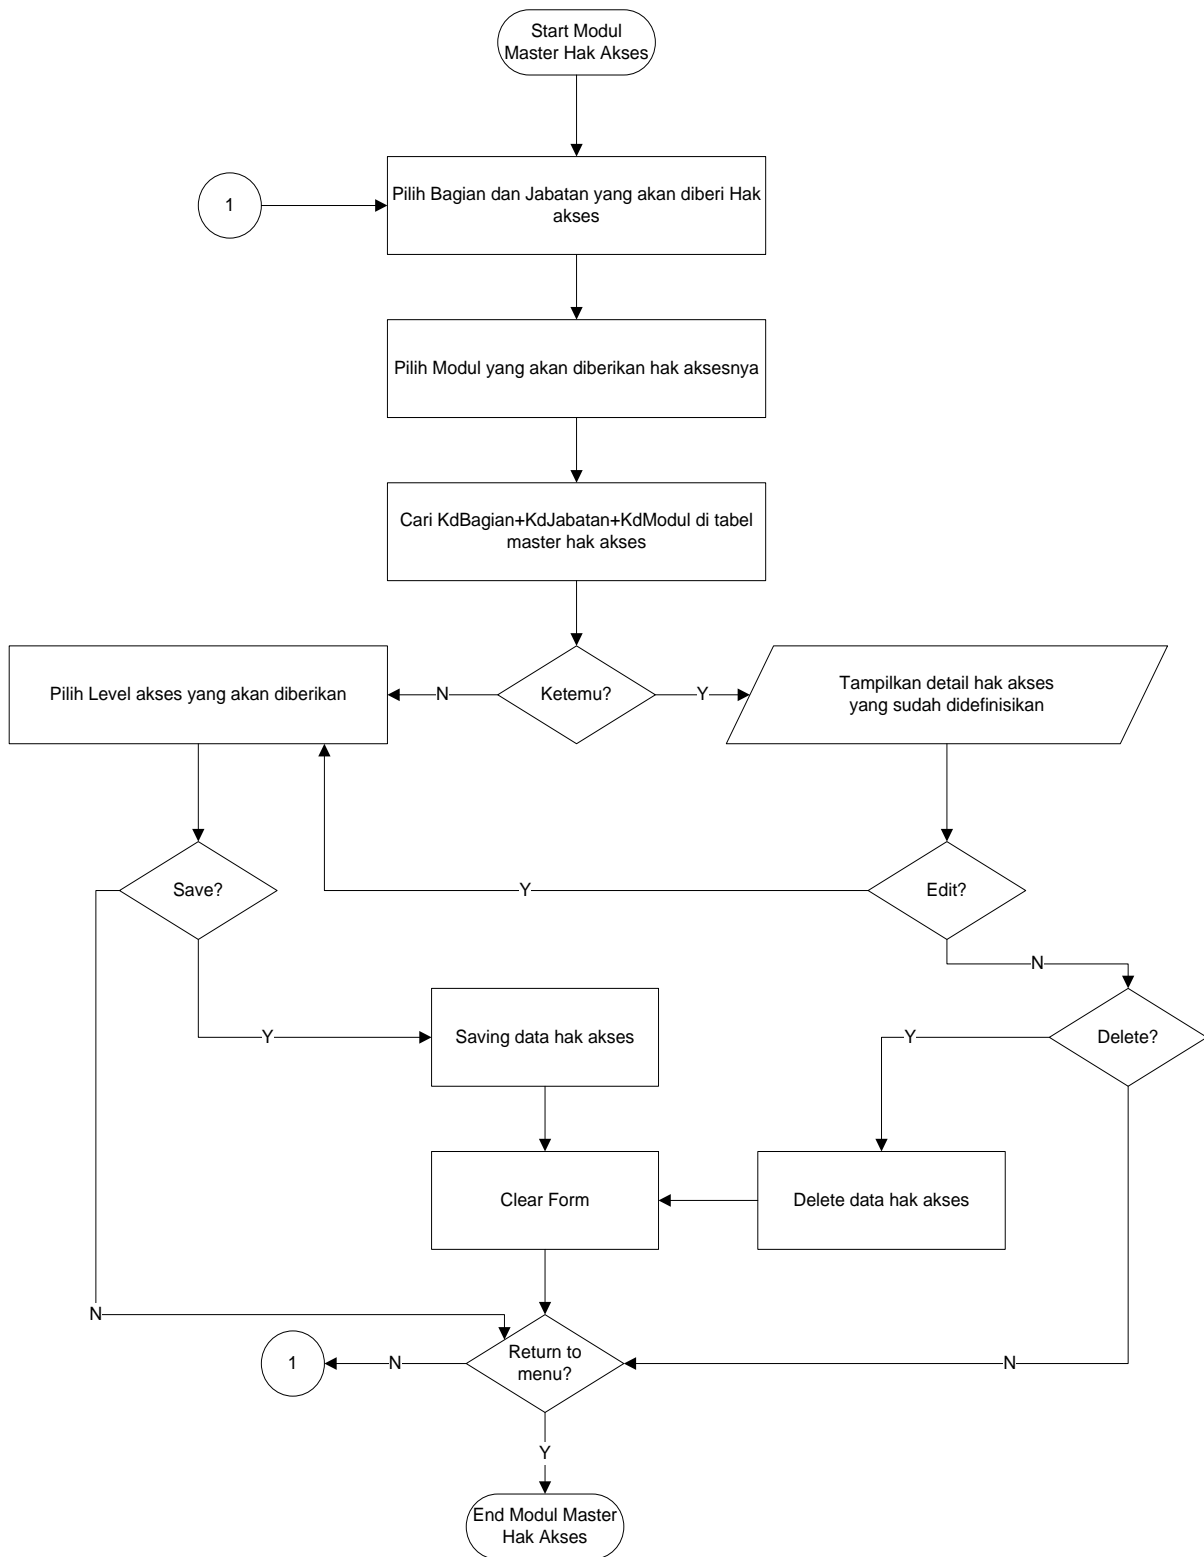 Start Modul
Master Hak Akses
1
Pilih Bagian dan Jabatan yang akan diberi Hak
akses
Pilih Modul yang akan diberikan hak aksesnya
Cari KdBagian+KdJabatan+KdModul di tabel
master hak akses
Pilih Level akses yang akan diberikan
N
Ketemu?
Y
Tampilkan detail hak akses
yang sudah didefinisikan
Save?
Y
Edit?
N
Y
Saving data hak akses
Y
Delete?
Clear Form
Delete data hak akses
N
1
N
Return to
menu?
N
Y
End Modul Master
Hak Akses